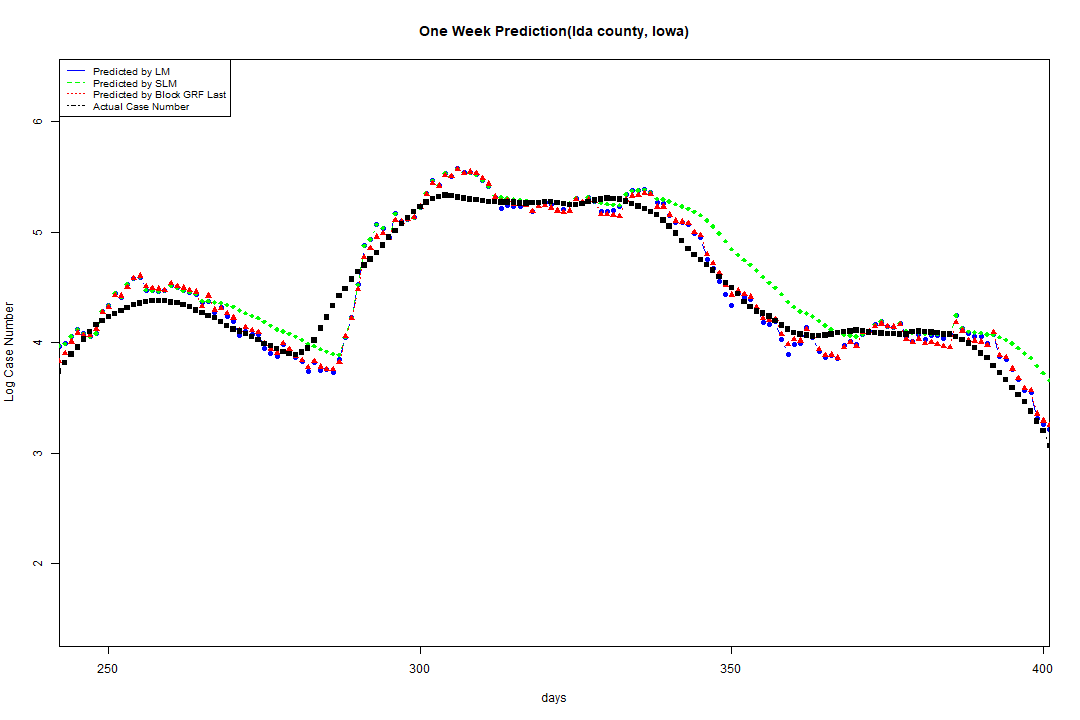 One Week Prediction(Ida county, Iowa)
Predicted by LM
Predicted by SLM
Predicted by Block GRF Last
Actual Case Number
6
5
4
3
2
Log Case Number
250
300
350
400
days